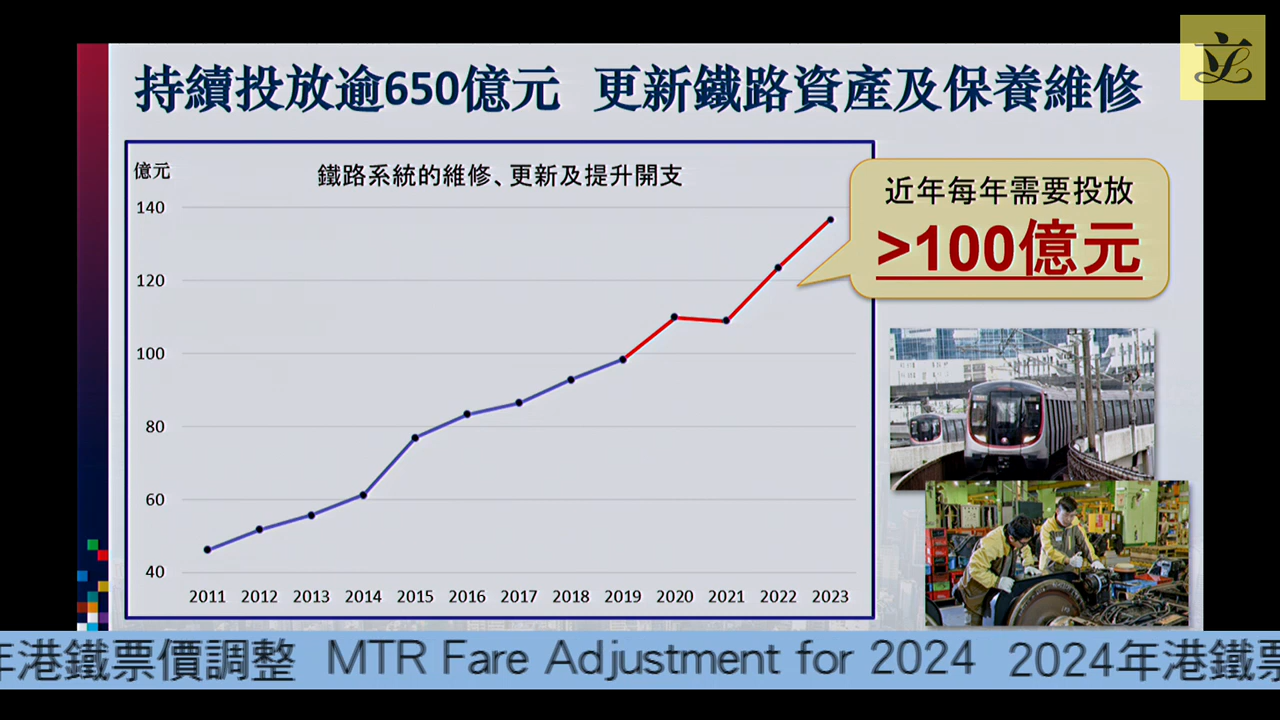 持續投放逾650億元 更新鐵路資產及保養維修
立
億元
鐵路系統的維修、更新及提升開支
近年每年需要投放
>100億元
140
120
100
80
60
40
2011 2012 2013 2014 2015 2016 2017 2018 2019 2020 2021 2022 2023
年港鐵票價調整 MTR Fare Adjustment for 2024 2024年港鐵票